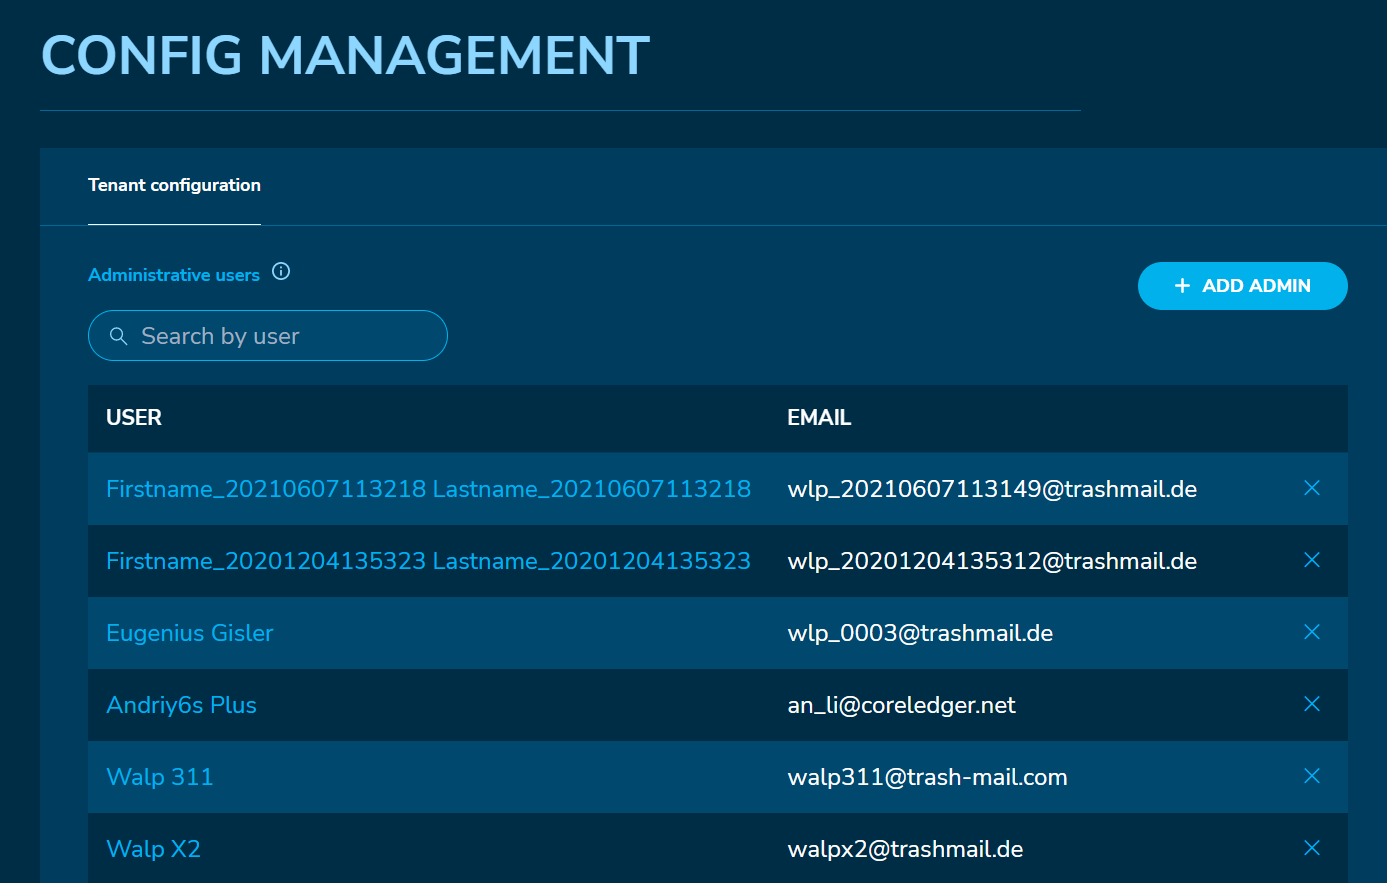 CONFIG MANAGEMENT
Tenant configuration
Administrative users
+ ADD ADMIN
Search by user
USER EMAIL
Firstname_20210607113218 Lastname_20210607113218 wlp_20210607113149@trashmail.de
Firstname_20201204135323 Lastname_20201204135323 wlp_20201204135312@trashmail.de
Eugenius Gisler wlp_0003@trashmail.de
Andriy6s Plus an_li@coreledger.net
Walp 311 walp311@trash-mail.com
Walp X2 walpx2@trashmail.de